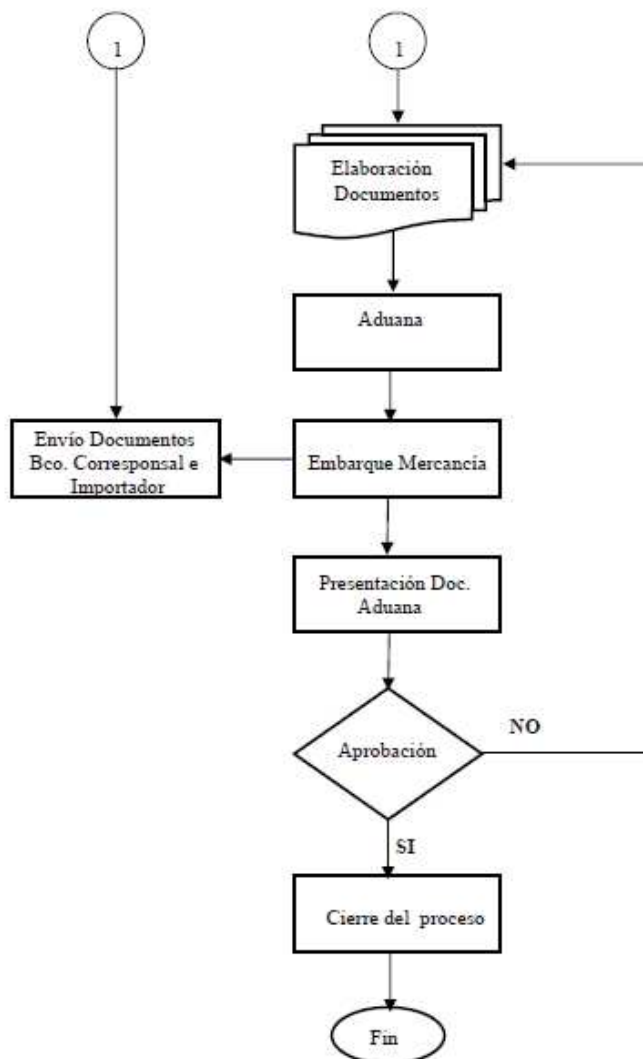 1
1
Elaboración
Documentos
Aduana
Envío Documentos
Bco. Corresponsal e
Importador
Embarque Mercancía
Presentación Doc.
Aduana
Aprobación
NO
SI
Cierre del proceso
Fin